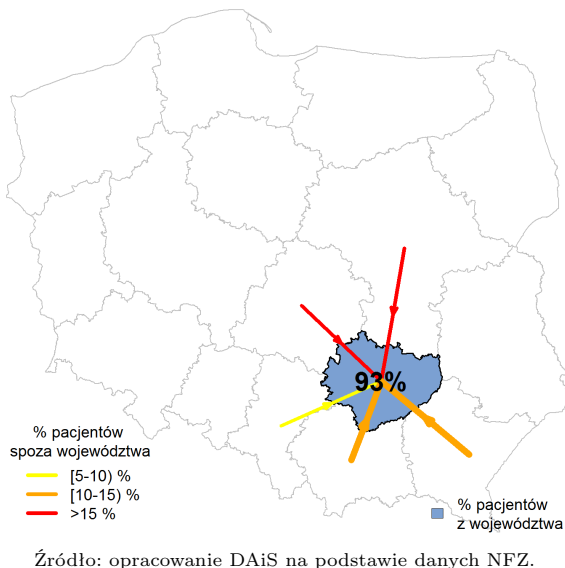 93%
% pacjentów
spoza województwa
[5-10) %
[10-15) %
>15 %
% pacjentów
z województwa
Źródło: opracowanie DAiS na podstawie danych NFZ.